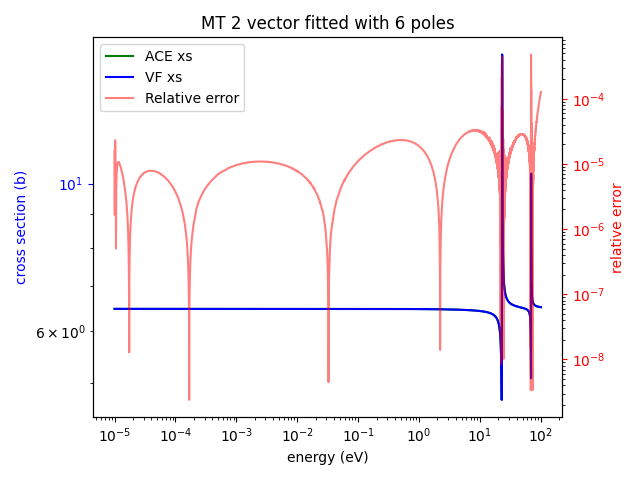 MT 2 vector fitted with 6 poles
ACE xs
VF xs
Relative error
10¹
6 × 10⁰
cross section (b)
10⁻⁴
10⁻⁵
10⁻⁶
10⁻⁷
10⁻⁸
relative error
10⁻⁵
10⁻⁴
10⁻³
10⁻²
10⁻¹
10⁰
10¹
10²
energy (eV)